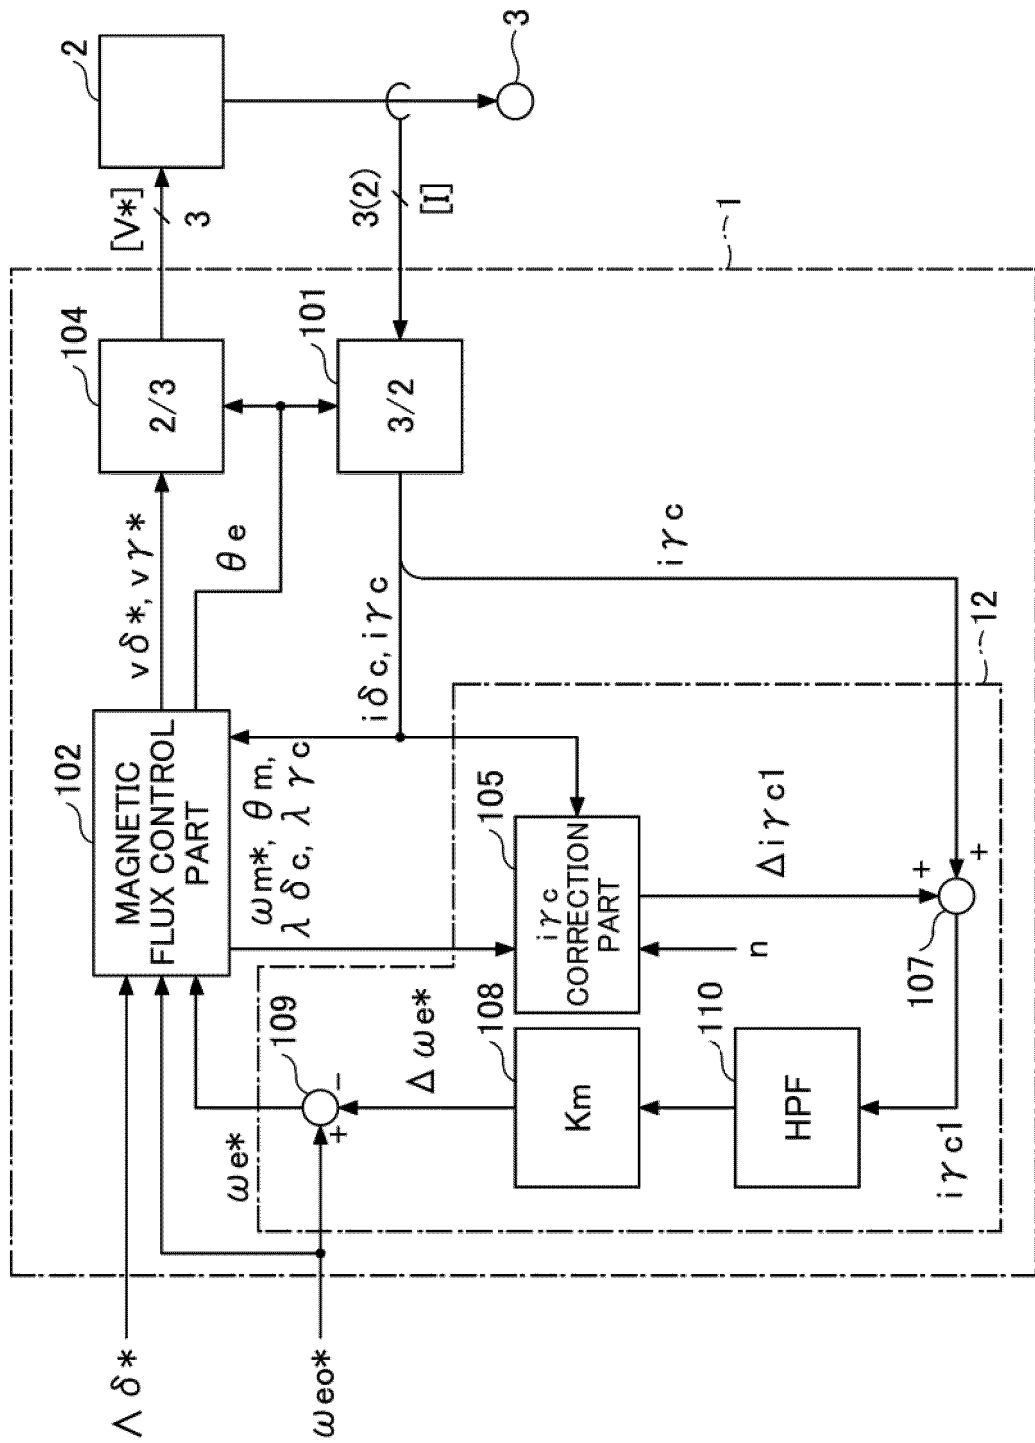 Λδ*
ωeo*
ωe*
109
+
−
Δωe*
102
MAGNETIC
FLUX CONTROL
PART
vδ*, vγ*
θe
104
2/3
[V*]
3
2
3
3(2)
[I]
101
3/2
1
iδc, iγc
iγc
ωm*, θm,
λδc, λγc
105
iγc
CORRECTION
PART
n
Δiγc1
12
108
Km
110
HPF
107
+
+
iγc1